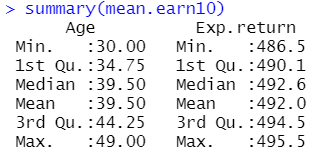 > summary(mean.earn10)
Age Exp.return
Min. :30.00 Min. :486.5
1st Qu.:34.75 1st Qu.:490.1
Median :39.50 Median :492.6
Mean :39.50 Mean :492.0
3rd Qu.:44.25 3rd Qu.:494.5
Max. :49.00 Max. :495.5